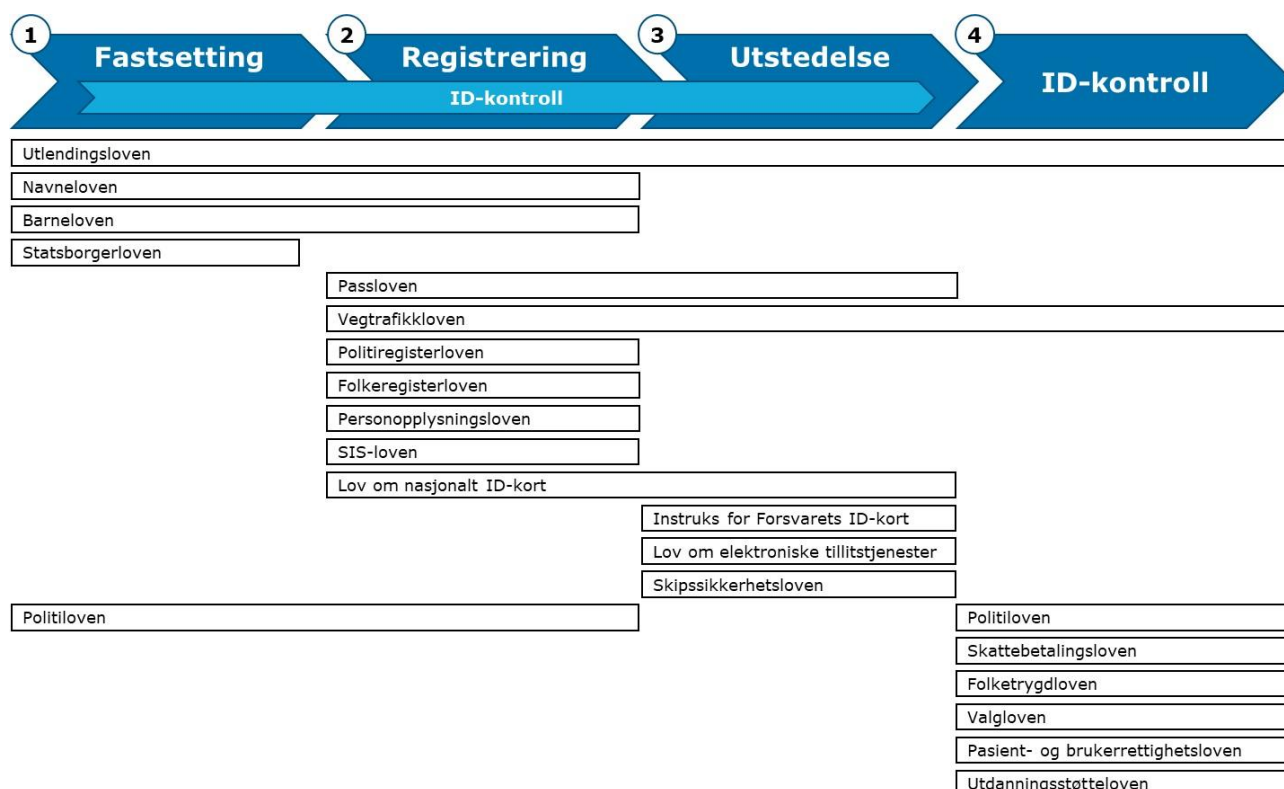 1
Fastsetting
2
Registrering
3
Utstedelse
4
ID-kontroll
ID-kontroll
Utlendingsloven
Navneloven
Barneloven
Statsborgerloven
Passloven
Vegtrafikkloven
Politiregisterloven
Folkeregisterloven
Personopplysningsloven
SIS-loven
Lov om nasjonalt ID-kort
Instruks for Forsvarets ID-kort
Lov om elektroniske tillitstjenester
Skipssikkerhetsloven
Politiloven
Politiloven
Skattebetalingsloven
Folketrygdloven
Valgloven
Pasient- og brukerrettighetsloven
Utdanningsstøtteloven